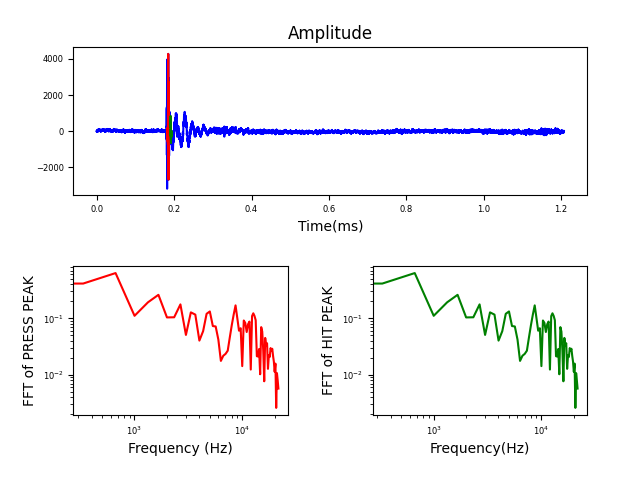 Amplitude
4000
2000
0
−2000
0.0 0.2 0.4 0.6 0.8 1.0 1.2
Time(ms)
FFT of PRESS PEAK
10⁻¹
10⁻²
10³ 10⁴
Frequency (Hz)
FFT of HIT PEAK
10⁻¹
10⁻²
10³ 10⁴
Frequency(Hz)